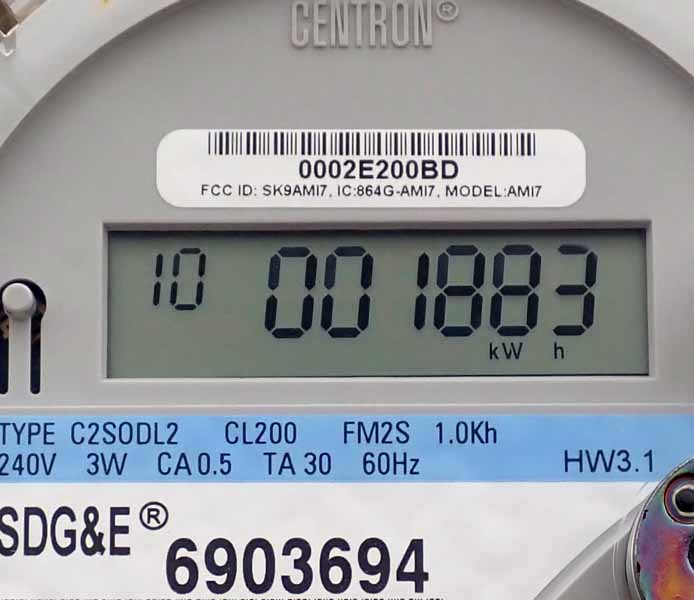 CENTRON®
0002E200BD
FCC ID: SK9AMI7, IC:864G-AMI7, MODEL:AMI7
10 001883
kW h
TYPE C2SODL2 CL200 FM2S 1.0Kh
240V 3W CA 0.5 TA 30 60Hz HW3.1
SDG&E®
6903694